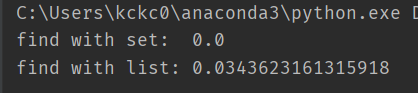 C:\Users\kckc0\anaconda3\python.exe
find with set:  0.0
find with list: 0.0343623161315918